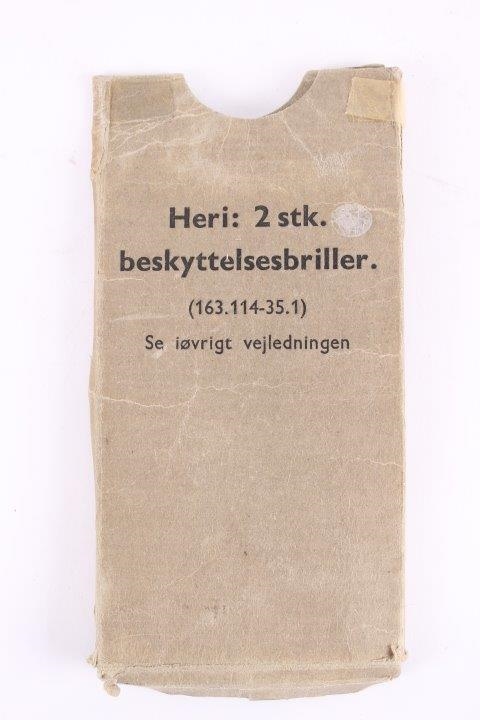 Heri: 2 stk.
beskyttelsesbriller.
(163.114-35.1)
Se iøvrigt vejledningen